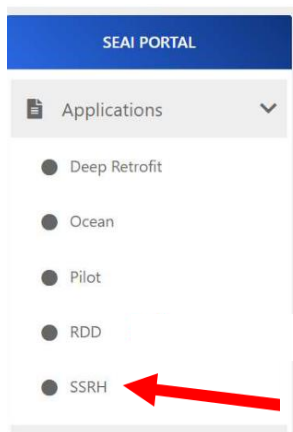 SEAI PORTAL
Applications
Deep Retrofit
Ocean
Pilot
RDD
SSRH